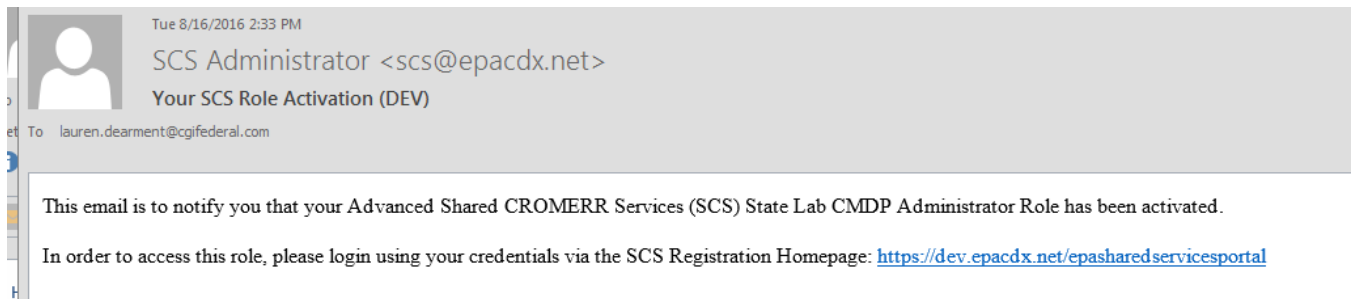 Tue 8/16/2016 2:33 PM
SCS Administrator <scs@epacdx.net>
Your SCS Role Activation (DEV)
To lauren.dearment@cgifederal.com
This email is to notify you that your Advanced Shared CROMERR Services (SCS) State Lab CMDP Administrator Role has been activated.
In order to access this role, please login using your credentials via the SCS Registration Homepage: https://dev.epacdx.net/epasharedservicesportal